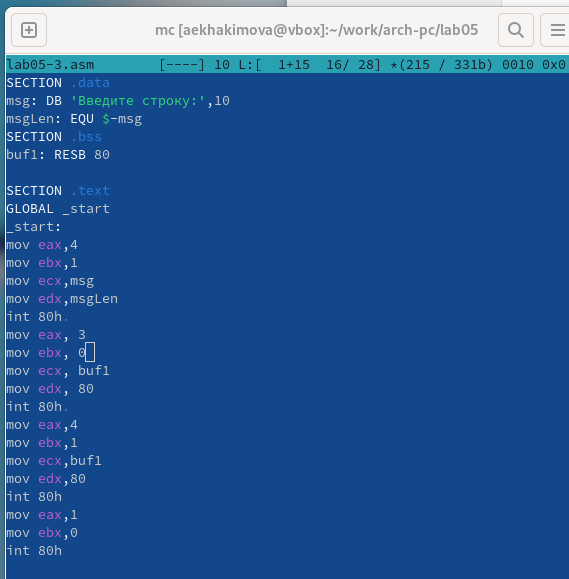 mc [aekhakimova@vbox]:~/work/arch-pc/lab05
lab05-3.asm [----] 10 L:[ 1+15 16/ 28] *(215 / 331b) 0010 0x0
SECTION .data
msg: DB 'Введите строку:',10
msgLen: EQU $-msg
SECTION .bss
buf1: RESB 80
SECTION .text
GLOBAL _start
_start:
mov eax,4
mov ebx,1
mov ecx,msg
mov edx,msgLen
int 80h.
mov eax, 3
mov ebx, 0
mov ecx, buf1
mov edx, 80
int 80h.
mov eax,4
mov ebx,1
mov ecx,buf1
mov edx,80
int 80h
mov eax,1
mov ebx,0
int 80h